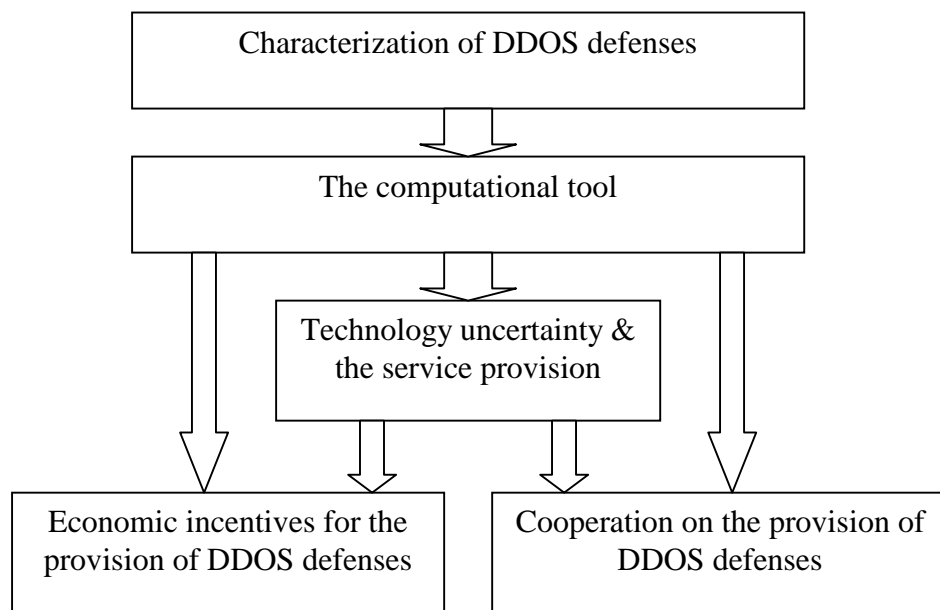 Characterization of DDOS defenses
The computational tool
Technology uncertainty &
the service provision
Economic incentives for the
provision of DDOS defenses
Cooperation on the provision of
DDOS defenses